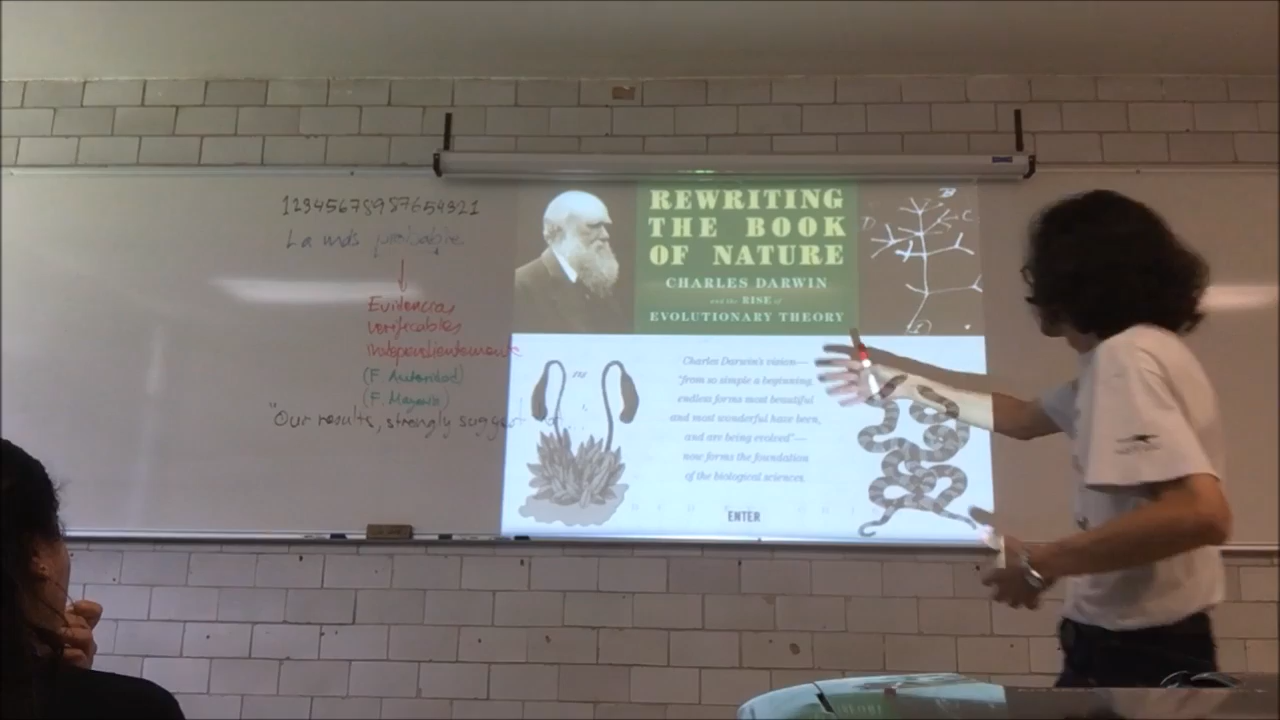 12345678987654321
La más probable
Evidencias
verificables
independientemente
(F. Autoridad)
(F. Mayoría)
"Our results, strongly suggest
REWRITING
THE BOOK
OF NATURE
CHARLES DARWIN
and the RISE of
EVOLUTIONARY THEORY
B
D
C
Charles Darwin's vision—
"from so simple a beginning,
endless forms most beautiful
and most wonderful have been,
and are being evolved"—
now forms the foundation
of the biological sciences.
ENTER